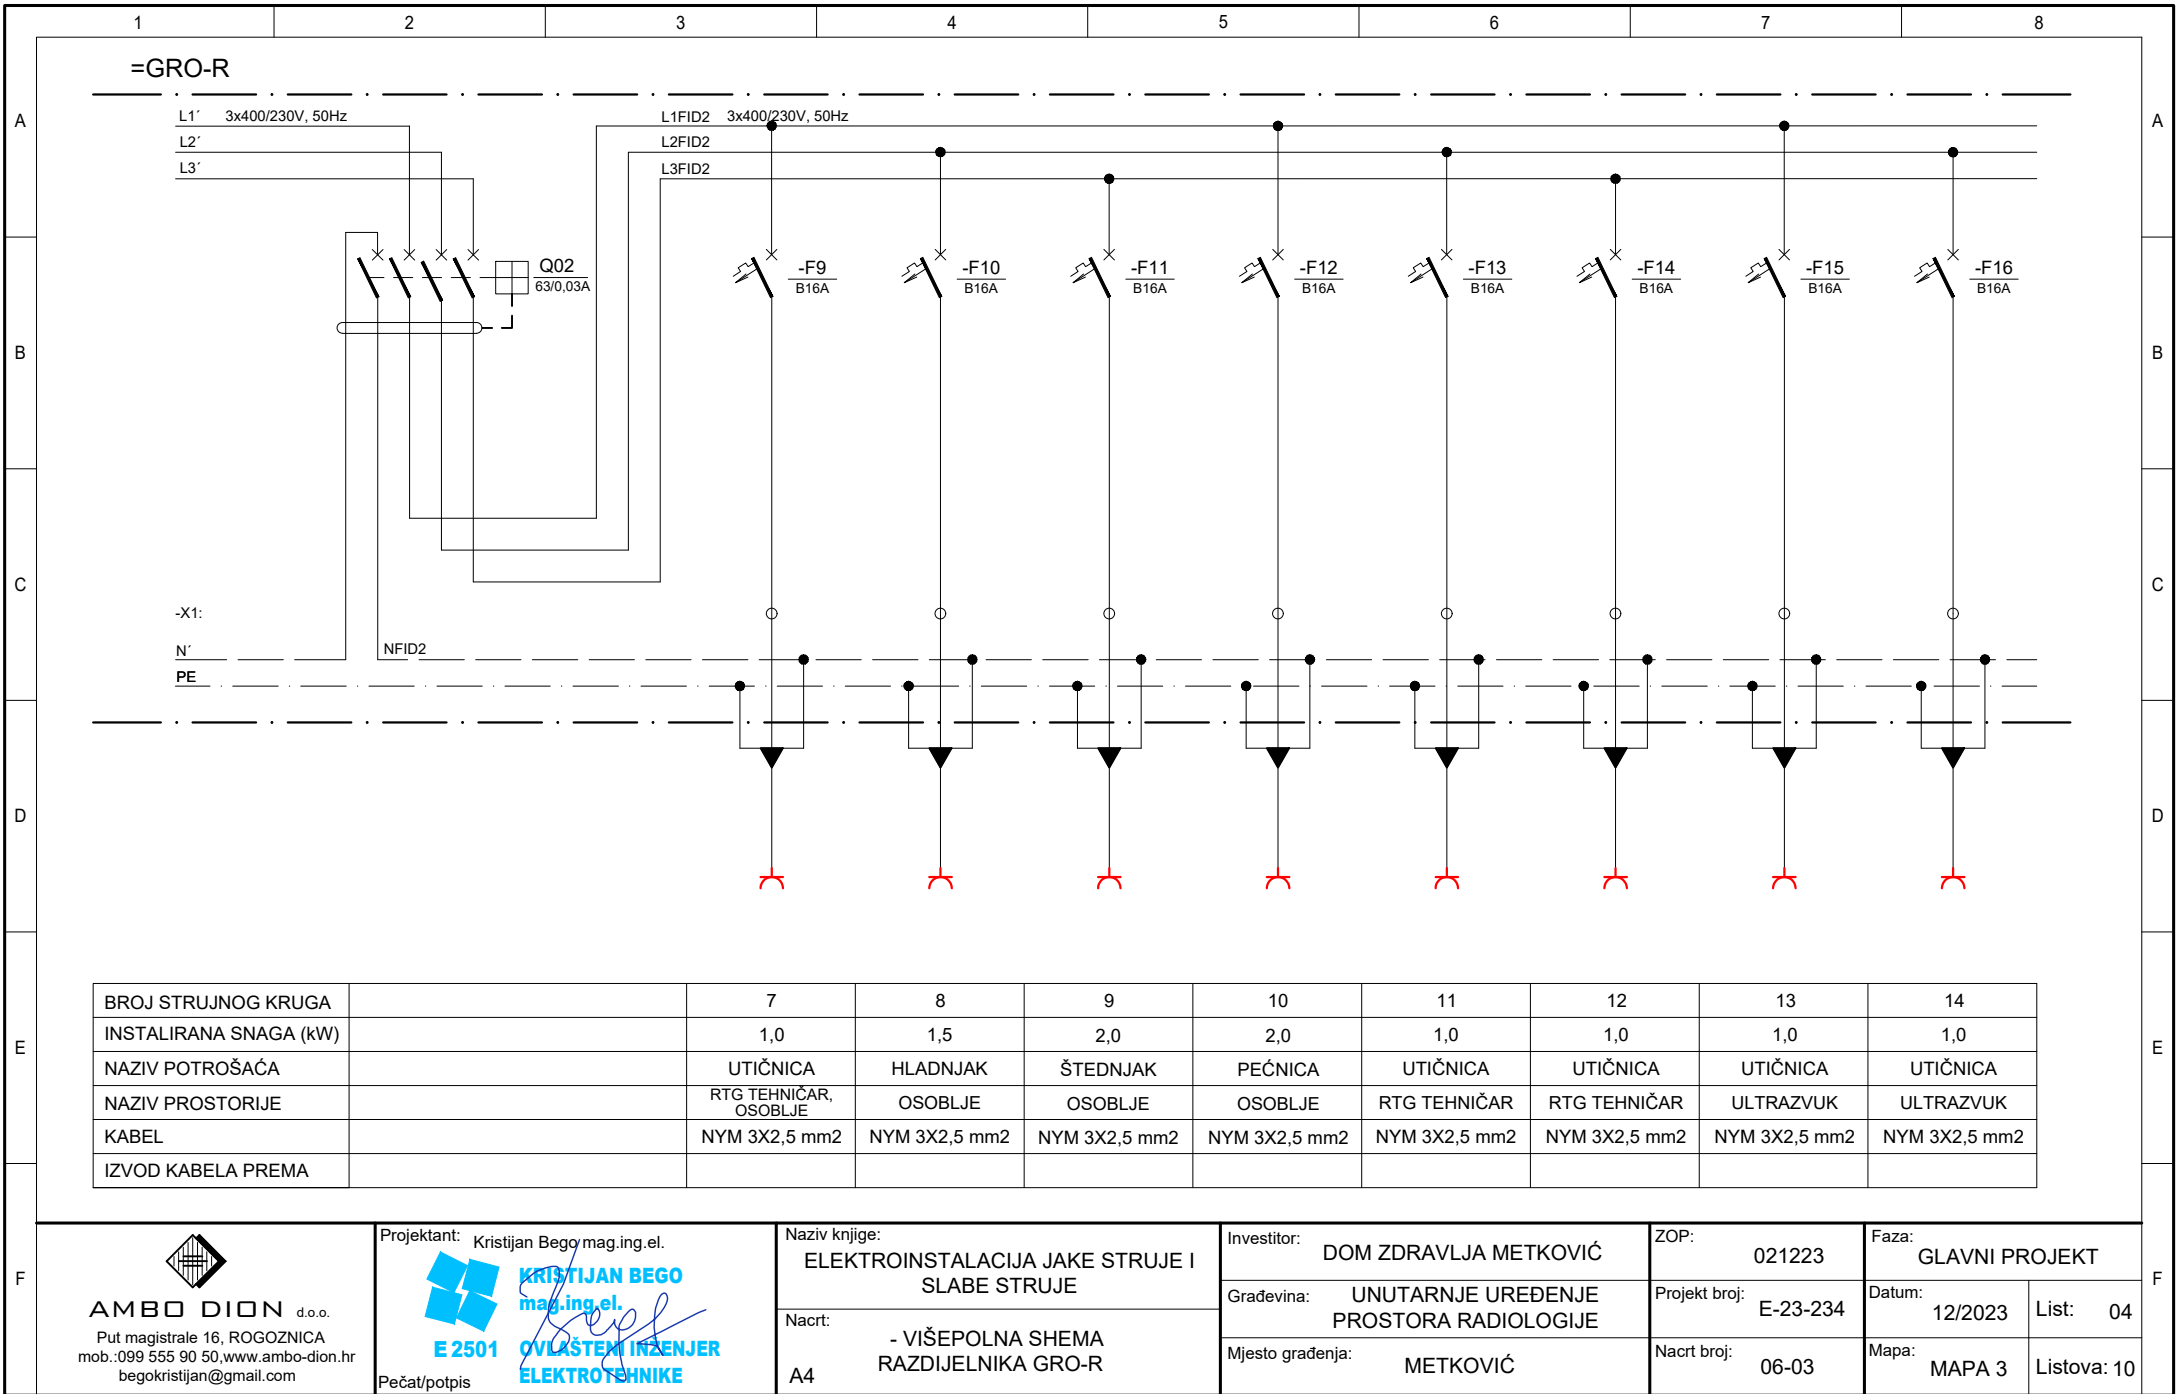 1 2 3 4 5 6 7 8
=GRO-R
A A
L1´ 3x400/230V, 50Hz L1FID2 3x400/230V, 50Hz
L2´ L2FID2
L3´ L3FID2
Q02
63/0,03A
-F9
B16A
-F10
B16A
-F11
B16A
-F12
B16A
-F13
B16A
-F14
B16A
-F15
B16A
-F16
B16A
B B
C C
-X1:
N´ NFID2
PE
D D
BROJ STRUJNOG KRUGA 7 8 9 10 11 12 13 14
INSTALIRANA SNAGA (kW) 1,0 1,5 2,0 2,0 1,0 1,0 1,0 1,0
E E
NAZIV POTROŠAĆA UTIČNICA HLADNJAK ŠTEDNJAK PEĆNICA UTIČNICA UTIČNICA UTIČNICA UTIČNICA
NAZIV PROSTORIJE RTG TEHNIČAR, OSOBLJE OSOBLJE OSOBLJE OSOBLJE RTG TEHNIČAR RTG TEHNIČAR ULTRAZVUK ULTRAZVUK
KABEL NYM 3X2,5 mm2 NYM 3X2,5 mm2 NYM 3X2,5 mm2 NYM 3X2,5 mm2 NYM 3X2,5 mm2 NYM 3X2,5 mm2 NYM 3X2,5 mm2 NYM 3X2,5 mm2
IZVOD KABELA PREMA
F F
AMBO DION d.o.o.
Put magistrale 16, ROGOZNICA
mob.:099 555 90 50,www.ambo-dion.hr
begokristijan@gmail.com
Projektant: Kristijan Bego mag.ing.el.
KRISTIJAN BEGO
mag.ing.el.
E 2501 OVLAŠTENI INŽENJER
ELEKTROTEHNIKE
Pečat/potpis
Naziv knjige:
ELEKTROINSTALACIJA JAKE STRUJE I
SLABE STRUJE
Nacrt:
- VIŠEPOLNA SHEMA
RAZDIJELNIKA GRO-R
A4
Investitor: DOM ZDRAVLJA METKOVIĆ
Građevina: UNUTARNJE UREĐENJE
PROSTORA RADIOLOGIJE
Mjesto građenja: METKOVIĆ
ZOP: 021223
Projekt broj: E-23-234
Nacrt broj: 06-03
Faza:
GLAVNI PROJEKT
Datum: 12/2023
List: 04
Mapa: MAPA 3
Listova: 10